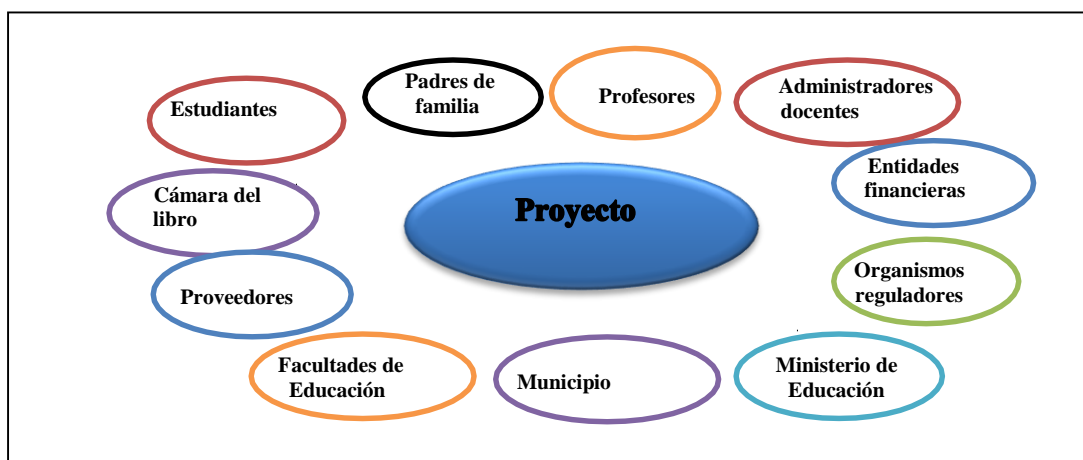 Padres de
familia
Profesores
Administradores
docentes
Estudiantes
Entidades
financieras
Cámara del
libro
Proyecto
Organismos
reguladores
Proveedores
Facultades de
Educación
Municipio
Ministerio de
Educación